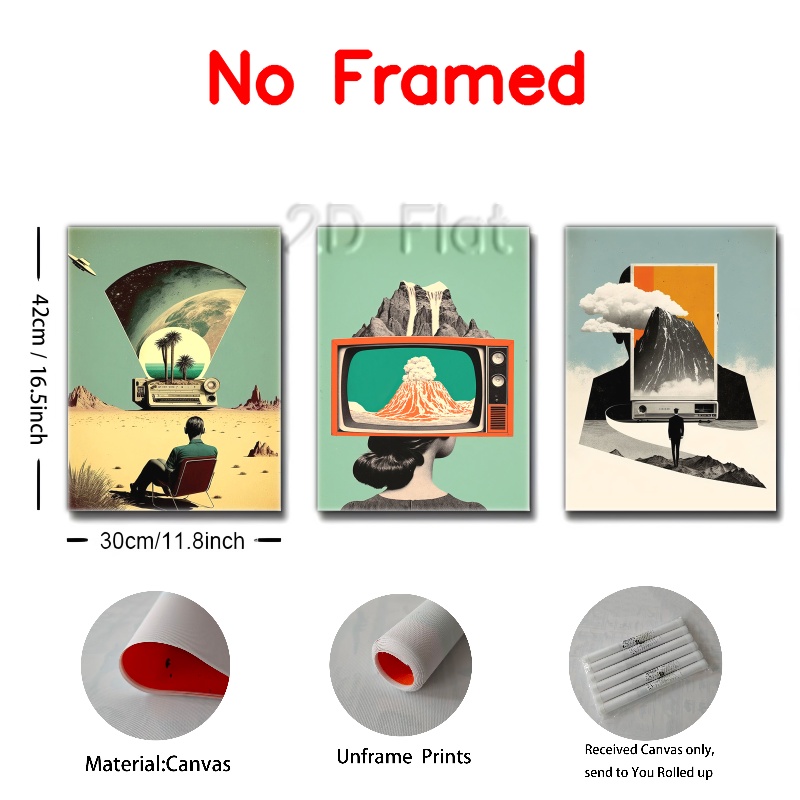 No Framed
2D Flat
42cm / 16.5inch
30cm/11.8inch
Material:Canvas
Unframe Prints
Received Canvas only,
send to You Rolled up